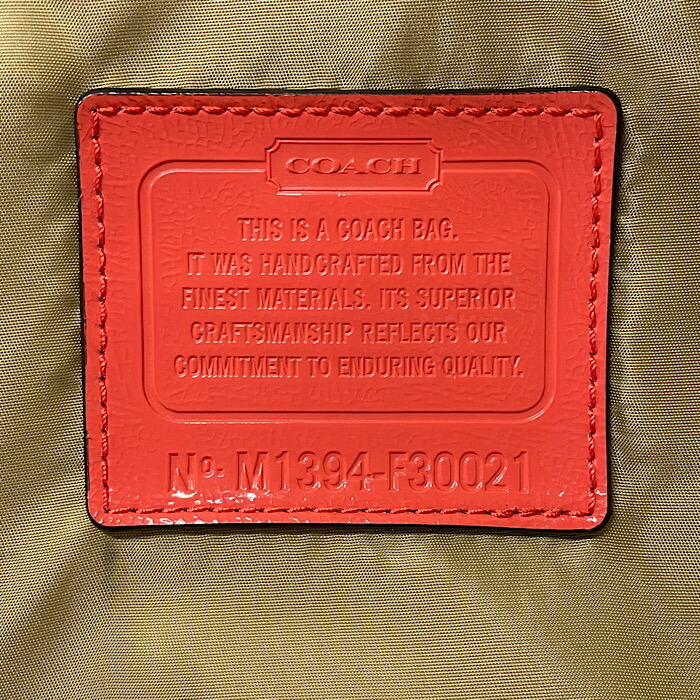 COACH
THIS IS A COACH BAG.
IT WAS HANDCRAFTED FROM THE
FINEST MATERIALS. ITS SUPERIOR
CRAFTSMANSHIP REFLECTS OUR
COMMITMENT TO ENDURING QUALITY.
Nº: M1394-F30021